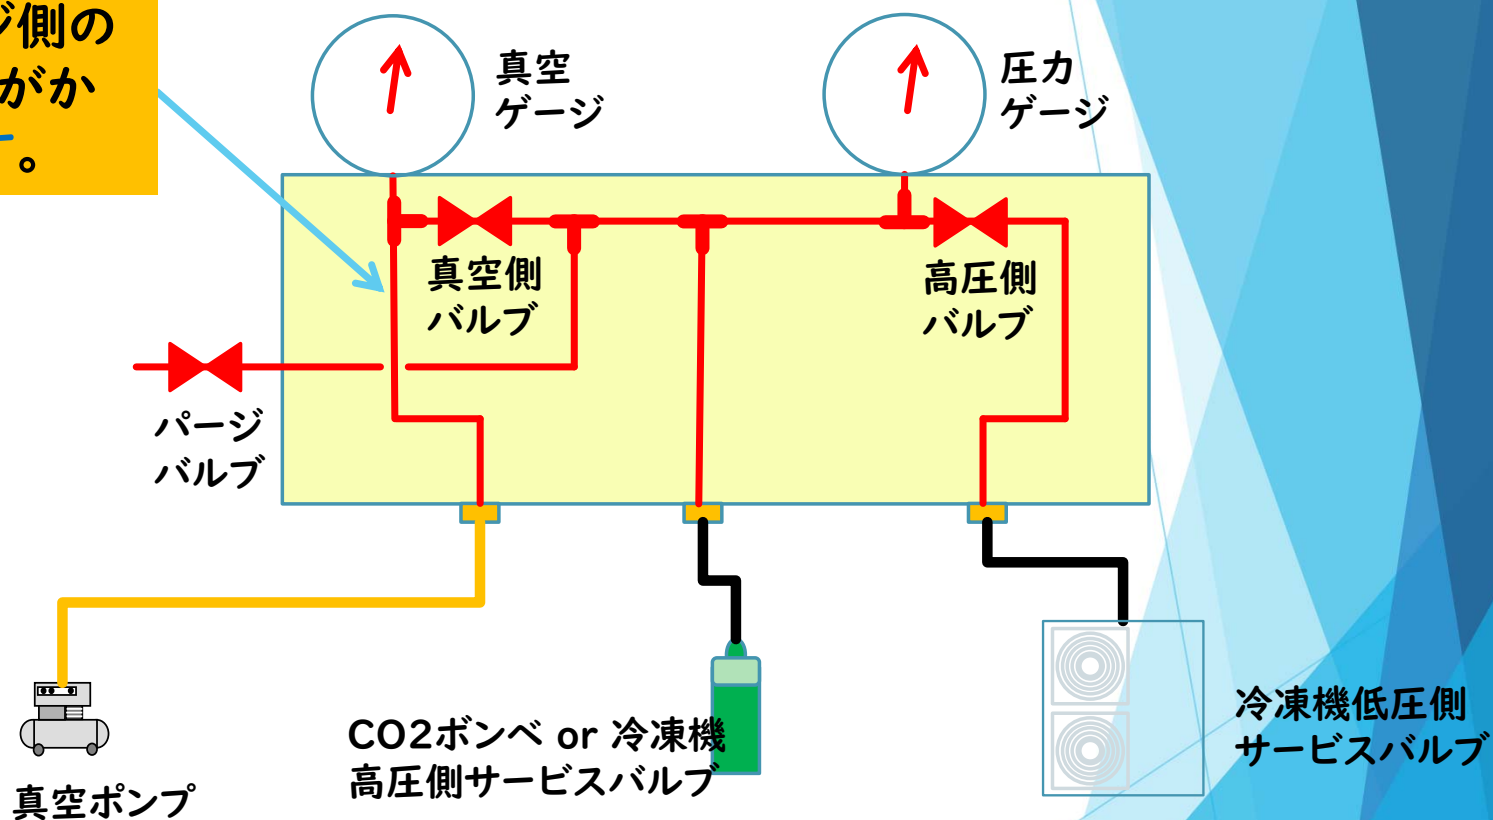 ジ側の
がか
す。
真空
ゲージ
圧力
ゲージ
真空側
バルブ
高圧側
バルブ
パージ
バルブ
CO2ボンベ or 冷凍機
高圧側サービスバルブ
冷凍機低圧側
サービスバルブ
真空ポンプ